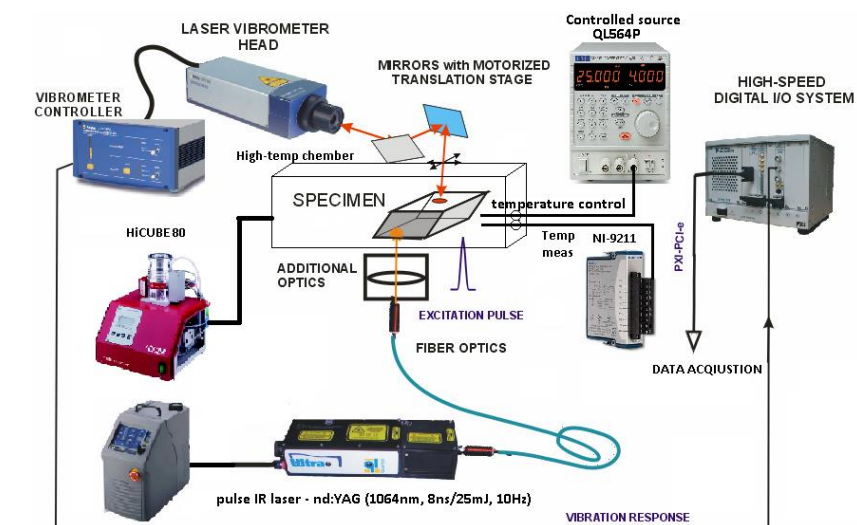 LASER VIBROMETER
HEAD
Controlled source
QL564P
MIRRORS with MOTORIZED
TRANSLATION STAGE
25.000 4.000
HIGH-SPEED
DIGITAL I/O SYSTEM
VIBROMETER
CONTROLLER
High-temp chember
SPECIMEN
temperature control
HiCUBE 80
Temp
meas
NI-9211
PXI-PCI-e
ADDITIONAL
OPTICS
EXCITATION PULSE
FIBER OPTICS
DATA ACQIUSTION
Ultra
pulse IR laser - nd:YAG (1064nm, 8ns/25mJ, 10Hz)
VIBRATION RESPONSE